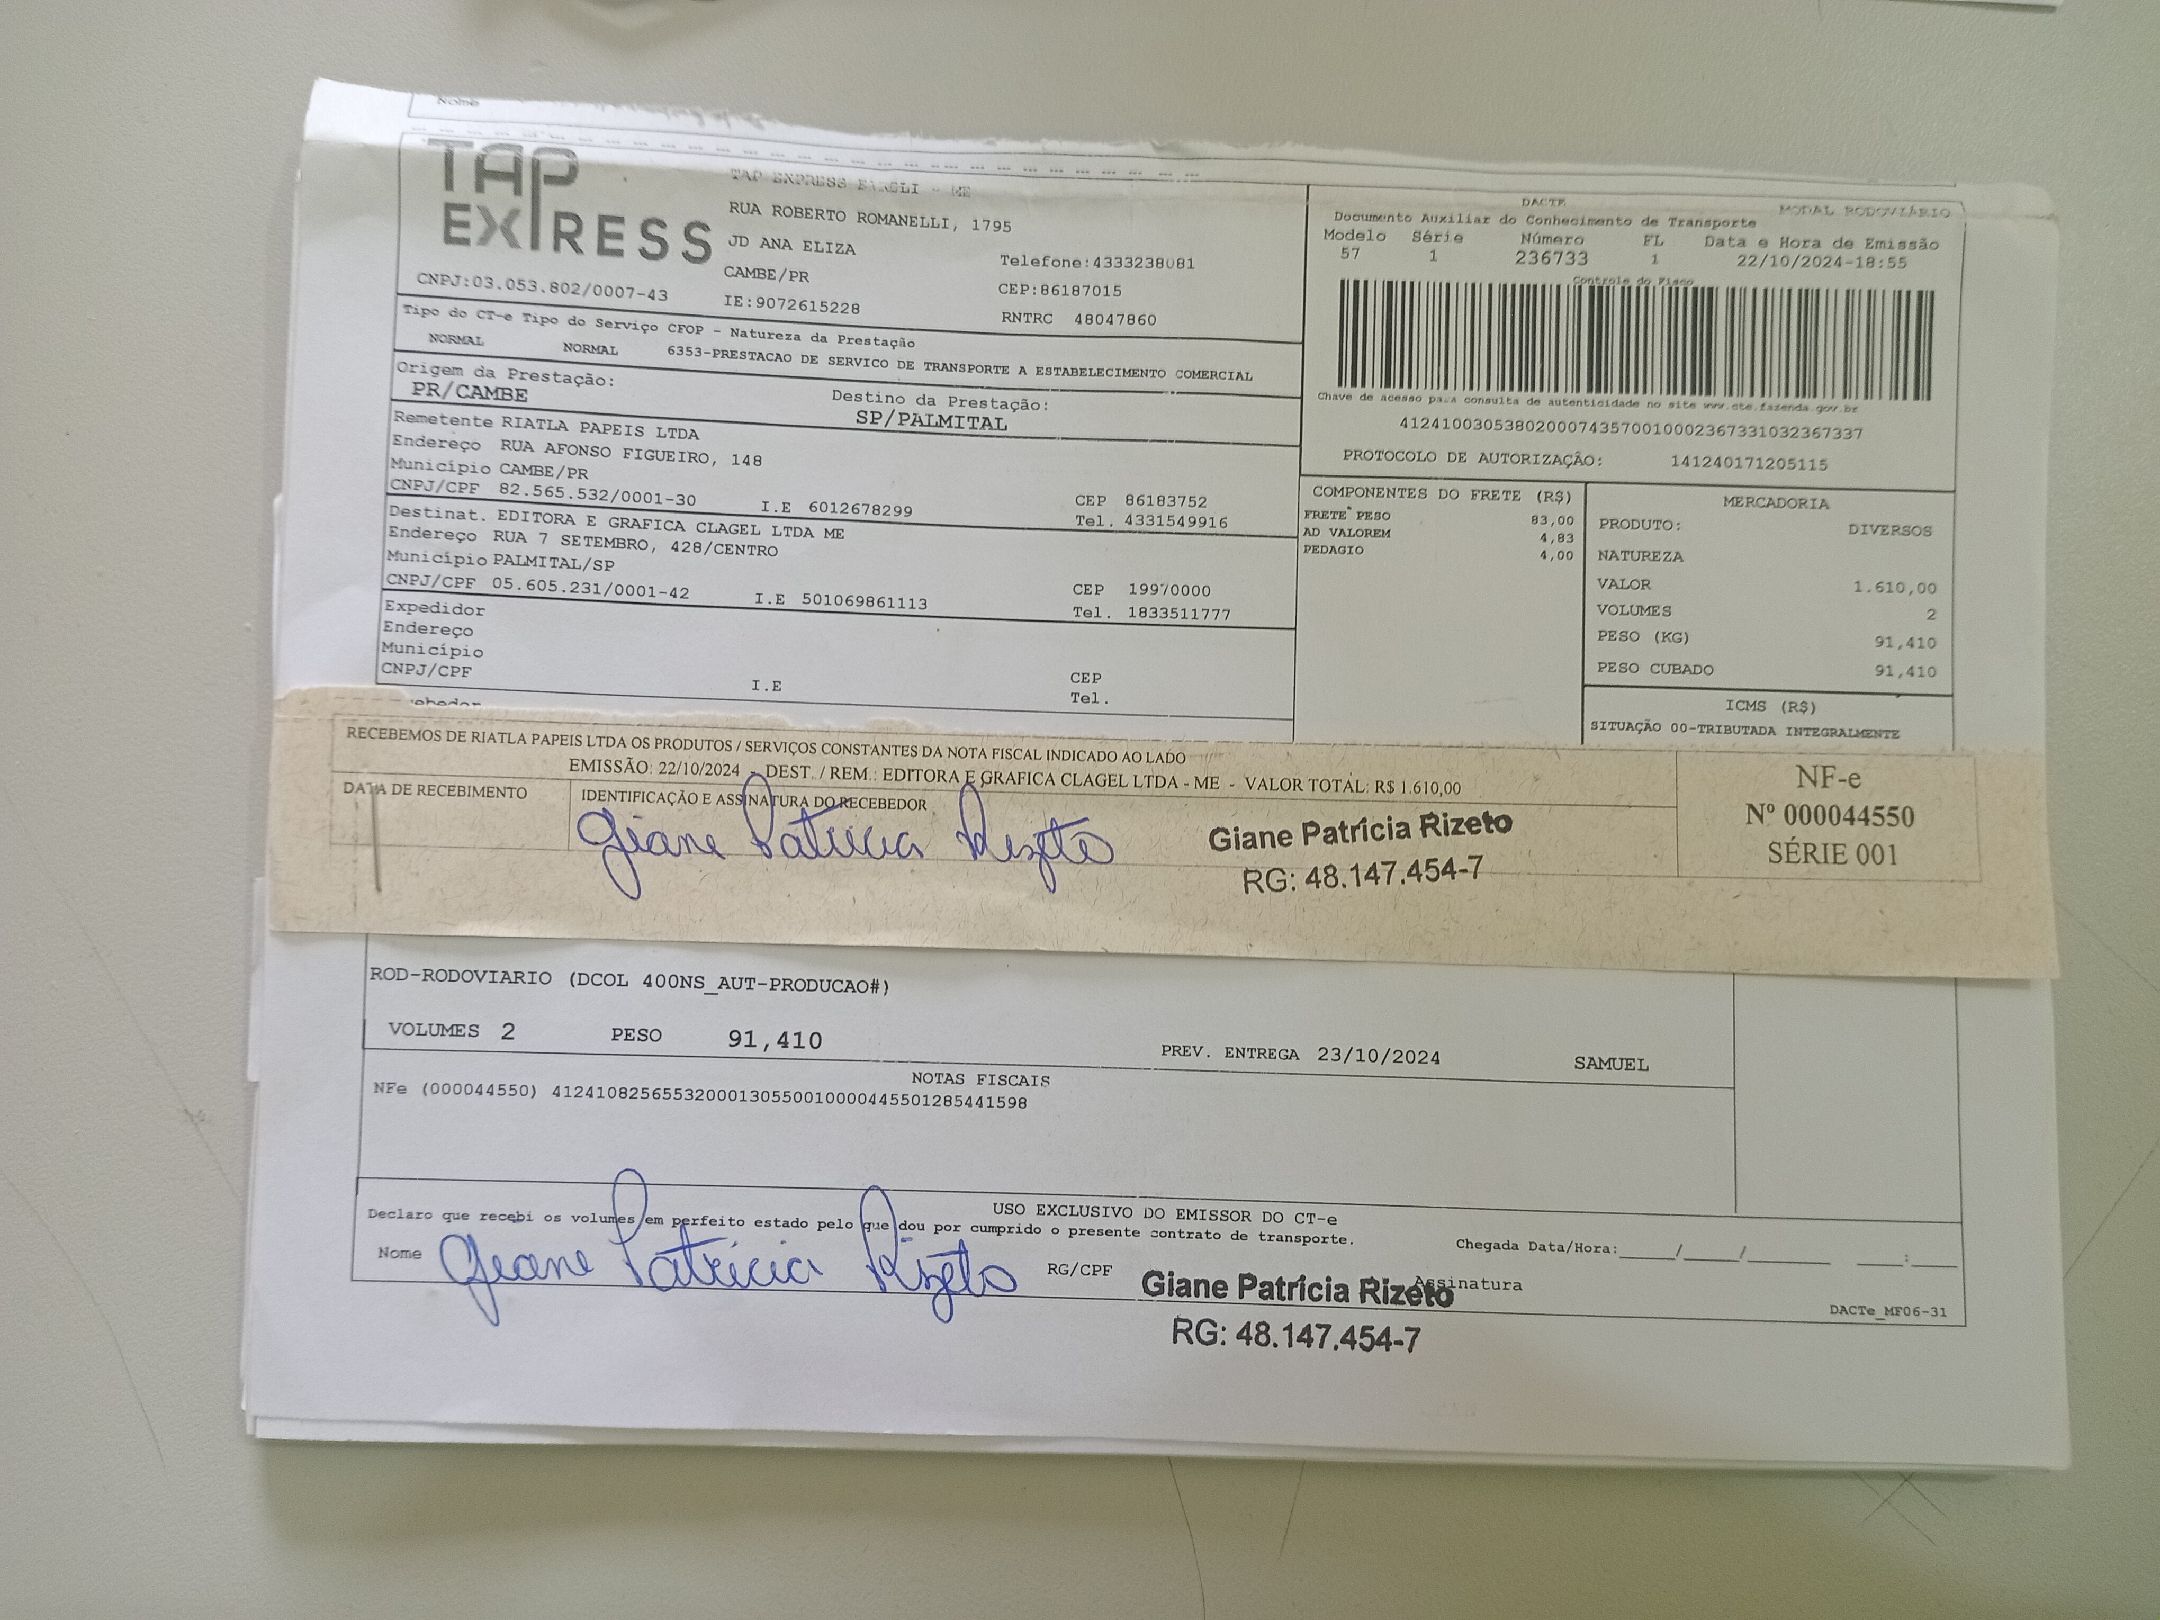 Nome
TAP EXPRESS
TAP EXPRESS EIRELI - ME
RUA ROBERTO ROMANELLI, 1795
JD ANA ELIZA
CAMBE/PR
Telefone:4333238081
CEP:86187015
CNPJ:03.053.802/0007-43
IE:9072615228
RNTRC 48047860
DACTE
MODAL RODOVIÁRIO
Documento Auxiliar do Conhecimento de Transporte
Modelo Série Número FL Data e Hora de Emissão
57 1 236733 1 22/10/2024-18:55
Controle do Fisco
Chave de acesso para consulta de autenticidade no site www.cte.fazenda.gov.br
41241003053802000743570010002367331032367337
PROTOCOLO DE AUTORIZAÇÃO: 141240171205115
Tipo do CT-e Tipo do Serviço CFOP - Natureza da Prestação
NORMAL NORMAL 6353-PRESTACAO DE SERVICO DE TRANSPORTE A ESTABELECIMENTO COMERCIAL
Origem da Prestação: Destino da Prestação:
PR/CAMBE SP/PALMITAL
Remetente RIATLA PAPEIS LTDA
Endereço RUA AFONSO FIGUEIRO, 148
Município CAMBE/PR CEP 86183752
CNPJ/CPF 82.565.532/0001-30 I.E 6012678299 Tel. 4331549916
Destinat. EDITORA E GRAFICA CLAGEL LTDA ME
Endereço RUA 7 SETEMBRO, 428/CENTRO
Município PALMITAL/SP CEP 19970000
CNPJ/CPF 05.605.231/0001-42 I.E 501069861113 Tel. 1833511777
Expedidor
Endereço
Município CEP
CNPJ/CPF I.E Tel.
COMPONENTES DO FRETE (R$)
FRETE PESO 83,00
AD VALOREM 4,83
PEDAGIO 4,00
MERCADORIA
PRODUTO: DIVERSOS
NATUREZA
VALOR 1.610,00
VOLUMES 2
PESO (KG) 91,410
PESO CUBADO 91,410
ICMS (R$)
SITUAÇÃO 00-TRIBUTADA INTEGRALMENTE
RECEBEMOS DE RIATLA PAPEIS LTDA OS PRODUTOS / SERVIÇOS CONSTANTES DA NOTA FISCAL INDICADO AO LADO
EMISSÃO: 22/10/2024 - DEST. / REM.: EDITORA E GRAFICA CLAGEL LTDA - ME - VALOR TOTAL: R$ 1.610,00
DATA DE RECEBIMENTO IDENTIFICAÇÃO E ASSINATURA DO RECEBEDOR
Giane Patricia Rizeto
Giane Patrícia Rizeto
RG: 48.147.454-7
NF-e
Nº 000044550
SÉRIE 001
ROD-RODOVIARIO (DCOL 400NS_AUT-PRODUCAO#)
VOLUMES 2 PESO 91,410 PREV. ENTREGA 23/10/2024 SAMUEL
NOTAS FISCAIS
NFe (000044550) 41241082565532000130550010000445501285441598
USO EXCLUSIVO DO EMISSOR DO CT-e
Declaro que recebi os volumes em perfeito estado pelo que dou por cumprido o presente contrato de transporte.
Chegada Data/Hora:____/____/______ ___:___
Nome Giane Patrícia Rizeto RG/CPF Assinatura
Giane Patrícia Rizeto
RG: 48.147.454-7
DACTe_MF06-31